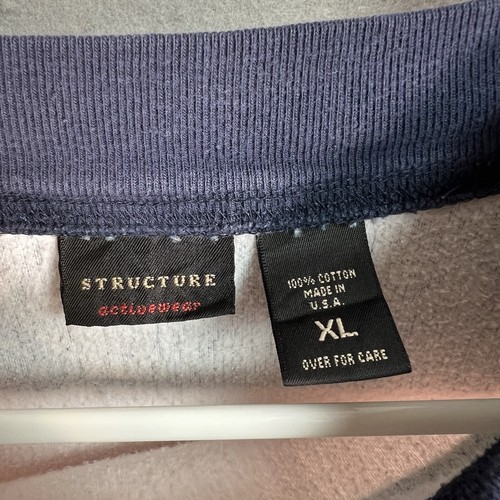 STRUCTURE
activewear
100% COTTON
MADE IN
U.S.A.
XL
OVER FOR CARE